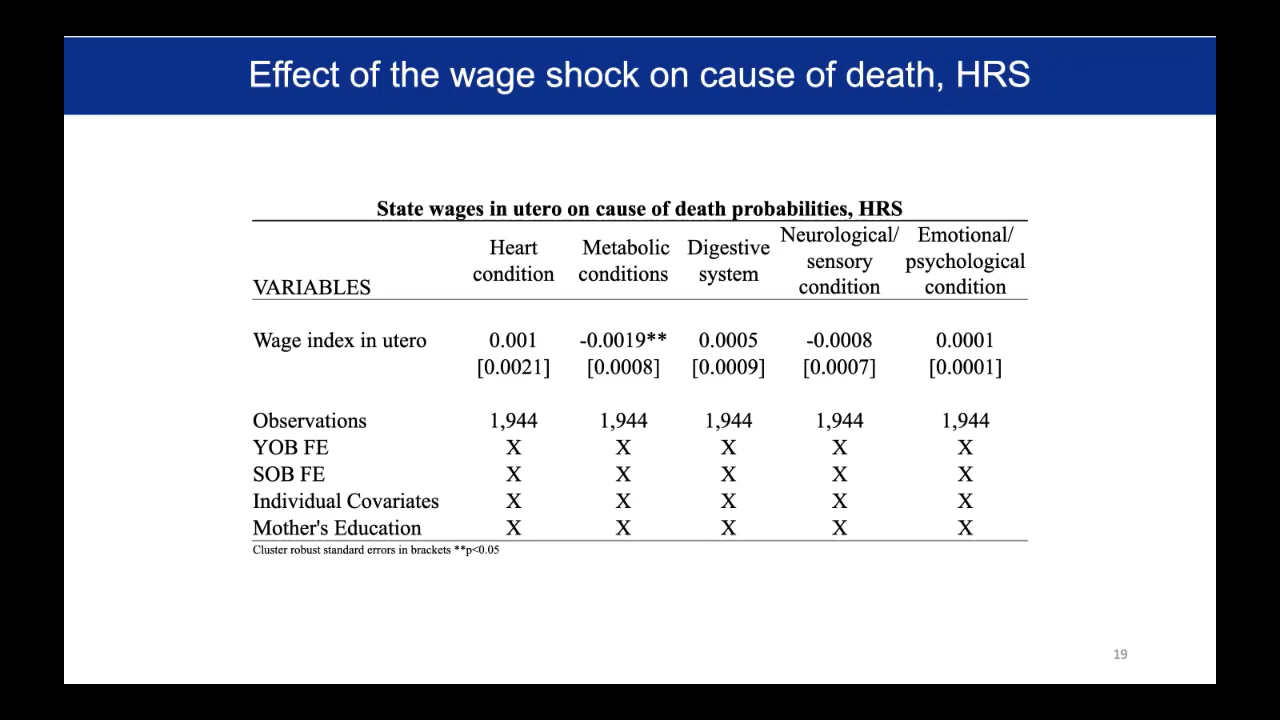 Effect of the wage shock on cause of death, HRS
State wages in utero on cause of death probabilities, HRS
VARIABLES Heart condition Metabolic conditions Digestive system Neurological/ sensory condition Emotional/ psychological condition
Wage index in utero 0.001 -0.0019** 0.0005 -0.0008 0.0001
[0.0021] [0.0008] [0.0009] [0.0007] [0.0001]
Observations 1,944 1,944 1,944 1,944 1,944
YOB FE X X X X X
SOB FE X X X X X
Individual Covariates X X X X X
Mother's Education X X X X X
Cluster robust standard errors in brackets **p<0.05
19